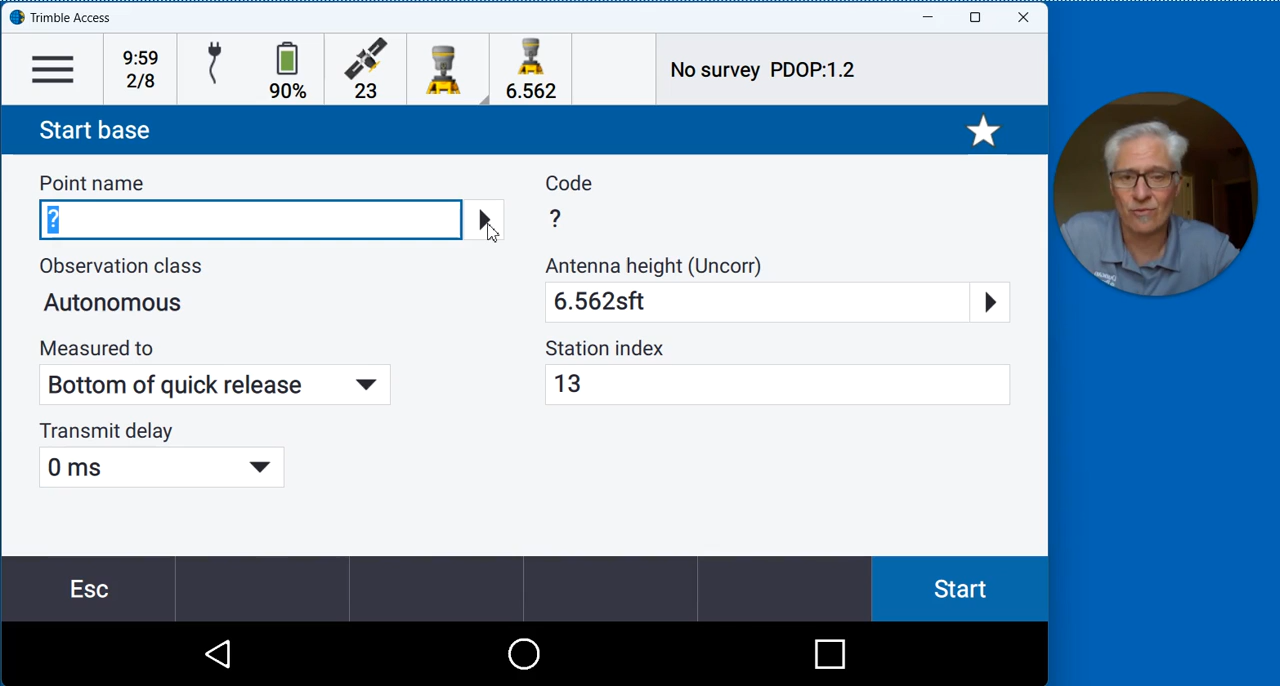 Trimble Access
9:59
2/8
90%
23
6.562
No survey PDOP:1.2
Start base
Point name
?
Code
?
Observation class
Autonomous
Antenna height (Uncorr)
6.562sft
Measured to
Bottom of quick release
Station index
13
Transmit delay
0 ms
Esc
Start